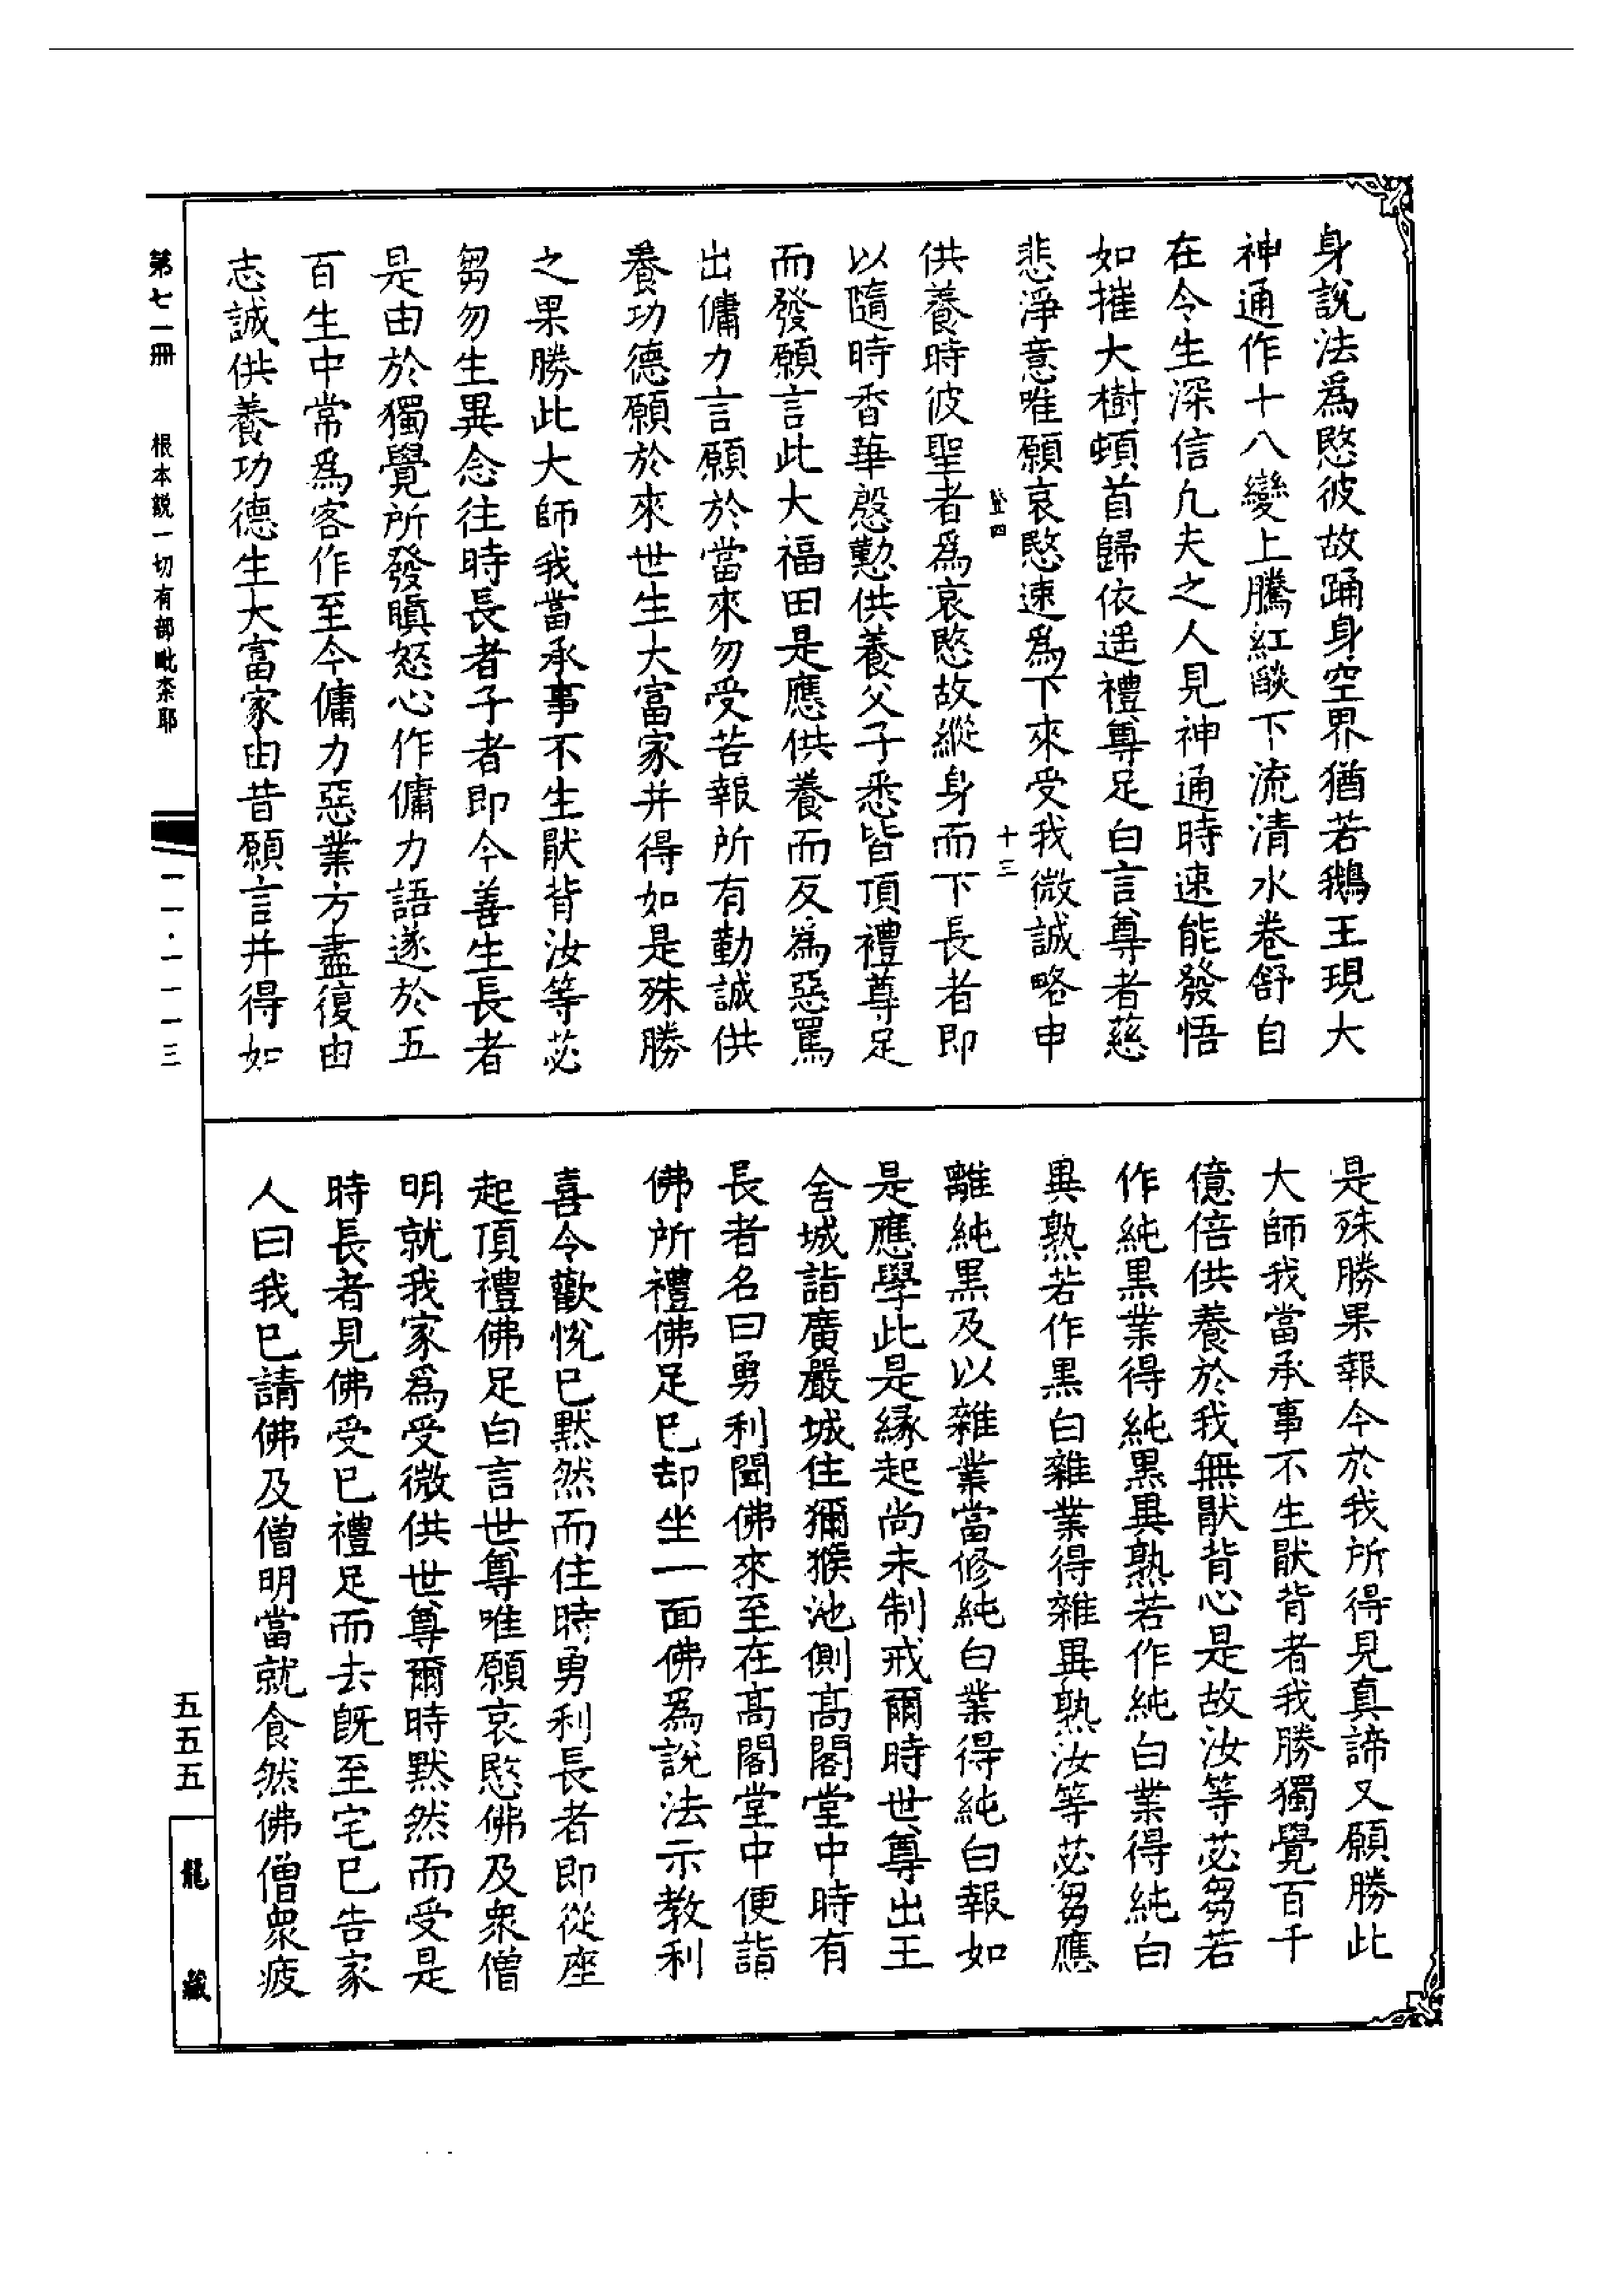 身說法爲愍彼故踊身空界猶若鵝王現大
神通作十八變上騰紅燄下流清水卷舒自
在令生深信凡夫之人見神通時速能發悟
如摧大樹頓首歸依遥禮尊足白言尊者慈
悲淨意唯願哀愍速爲下來受我微誠略申
十三
供養時彼聖者爲哀愍故縱身而下長者即
以隨時香華慇懃供養父子悉皆頂禮尊足
而發願言此大福田是應供養而反爲惡罵
出傭力言願於當來勿受苦報所有勤誠供
養功德願於來世生大富家并得如是殊勝
之果勝此大師我當承事不生猒背汝等苾
芻勿生異念往時長者子者即今善生長者
是由於獨覺所發瞋怒心作傭力語遂於五
百生中常爲客作至今傭力惡業方盡復由
志誠供養功德生大富家由昔願言并得如
是殊勝果報今於我所得見真諦又願勝此
大師我當承事不生猒背者我勝獨覺百千
億倍供養於我無猒背心是故汝等苾芻若
作純黑業得純黑異熟若作純白業得純白
異熟若作黑白雜業得雜異熟汝等苾芻應
離純黑及以雜業當修純白業得純白報如
是應學此是緣起尚未制戒爾時世尊出王
舍城詣廣嚴城住獼猴池側高閣堂中時有
長者名曰勇利聞佛來至在高閣堂中便詣
佛所禮佛足已却坐一面佛爲說法示教利
喜令歡悅已默然而住時勇利長者即從座
起頂禮佛足白言世尊唯願哀愍佛及衆僧
明就我家爲受微供世尊爾時默然而受是
時長者見佛受已禮足而去既至宅已告家
人曰我已請佛及僧明當就食然佛僧衆疲
第七一冊
根本説一切有部毗柰耶
一一·一一一三
五五五
龍藏